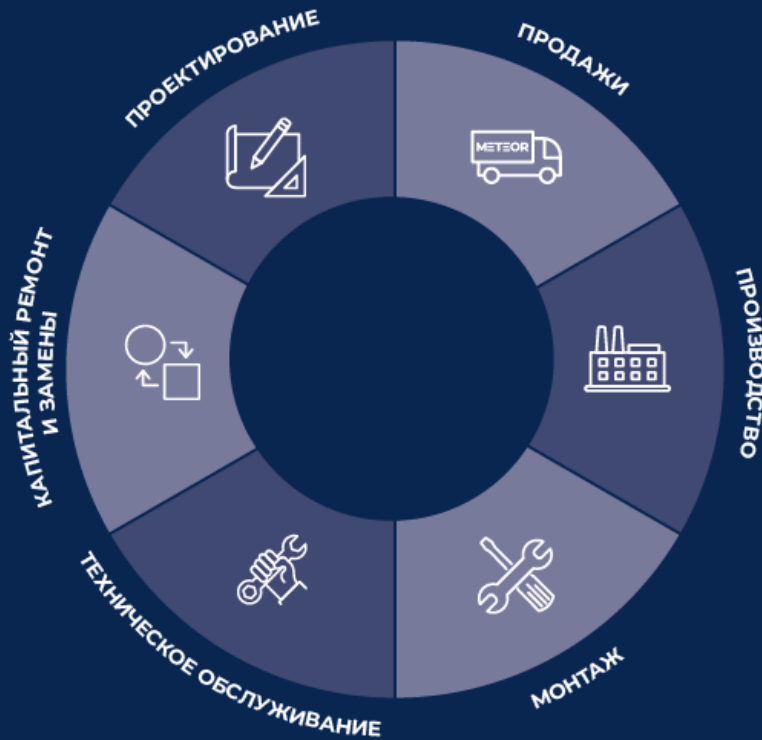 ПРОЕКТИРОВАНИЕ
ПРОДАЖИ
METEOR
ПРОИЗВОДСТВО
МОНТАЖ
ТЕХНИЧЕСКОЕ ОБСЛУЖИВАНИЕ
КАПИТАЛЬНЫЙ РЕМОНТ
И ЗАМЕНЫ